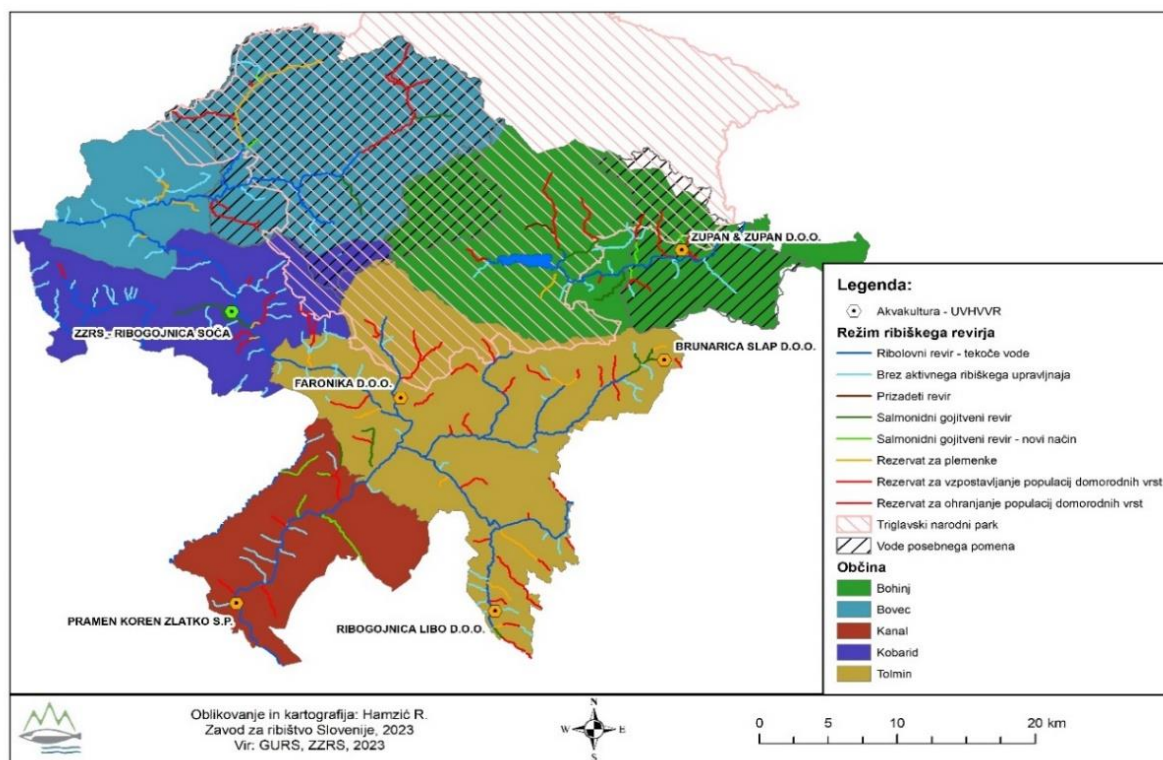 ZUPAN & ZUPAN D.O.O.
ZZRS - RIBOGOJNICA SOČA
BRUNARICA SLAP D.O.O.
FARONIKA D.O.O.
PRAMEN KOREN ZLATKO S.P.
RIBOGOJNICA LIBO D.O.O.
Legenda:
Akvakultura - UVHVVR
Režim ribiškega revirja
Ribolovni revir - tekoče vode
Brez aktivnega ribiškega upravljnaja
Prizadeti revir
Salmonidni gojitveni revir
Salmonidni gojitveni revir - novi način
Rezervat za plemenke
Rezervat za vzpostavljanje populacij domorodnih vrst
Rezervat za ohranjanje populacij domorodnih vrst
Triglavski narodni park
Vode posebnega pomena
Občina
Bohinj
Bovec
Kanal
Kobarid
Tolmin
Oblikovanje in kartografija: Hamzić R.
Zavod za ribištvo Slovenije, 2023
Vir: GURS, ZZRS, 2023
N
W E
S
0 5 10 20 km